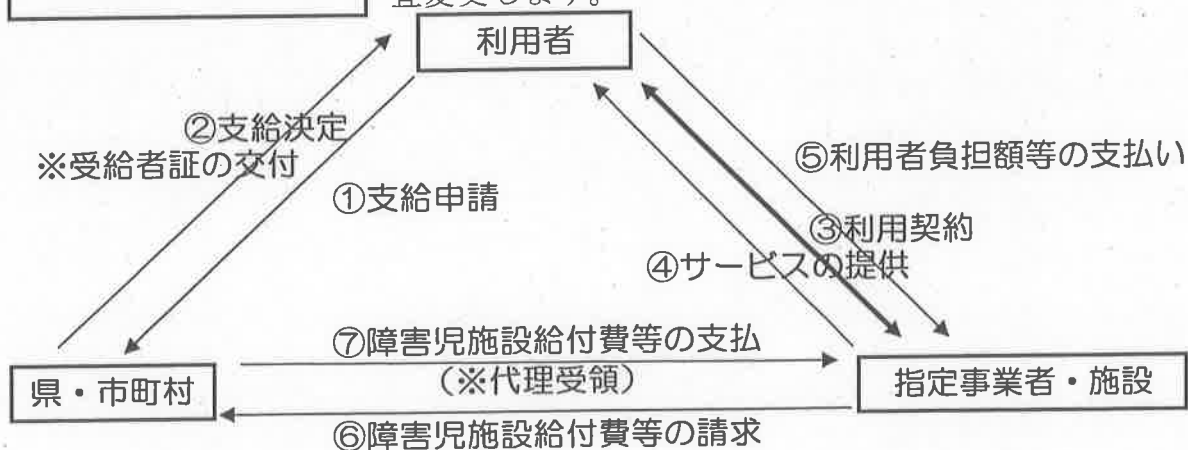 利用者
②支給決定
※受給者証の交付
①支給申請
⑤利用者負担額等の支払い
③利用契約
④サービスの提供
⑦障害児施設給付費等の支払
（※代理受領）
県・市町村
指定事業者・施設
⑥障害児施設給付費等の請求